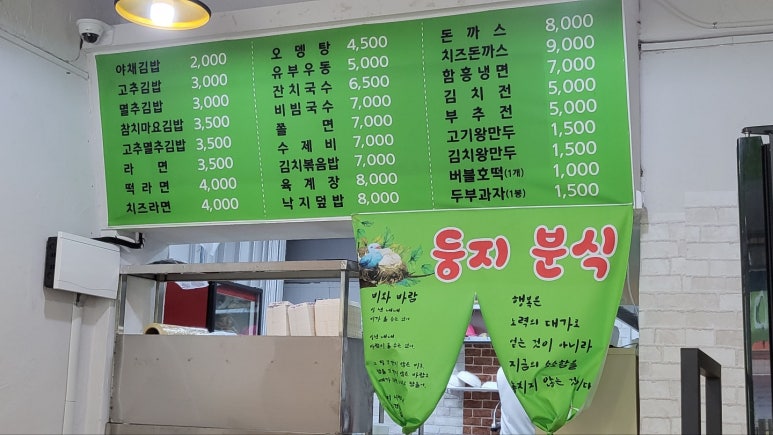 야채김밥 2,000
고추김밥 3,000
멸추김밥 3,000
참치마요김밥 3,500
고추멸추김밥 3,500
라면 3,500
떡라면 4,000
치즈라면 4,000
오뎅탕 4,500
유부우동 5,000
잔치국수 6,500
비빔국수 7,000
쫄면 7,000
수제비 7,000
김치볶음밥 7,000
육계장 8,000
낙지덮밥 8,000
돈까스 8,000
치즈돈까스 9,000
함흥냉면 7,000
김치전 5,000
부추전 5,000
고기왕만두 1,500
김치왕만두 1,500
버블호떡(1개) 1,000
두부과자(1봉) 1,500
둥지 분식
비와 바람
행복은
노력의 대가로
얻는 것이 아니라
지금의 소소함을
놓치지 않는 것이다